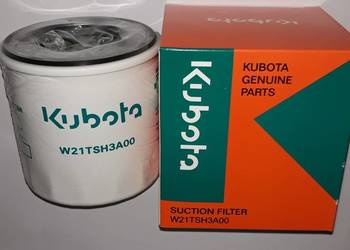 Kubota
W21TSH3A00
Kubota
KUBOTA
GENUINE
PARTS
SUCTION FILTER
W21TSH3A00